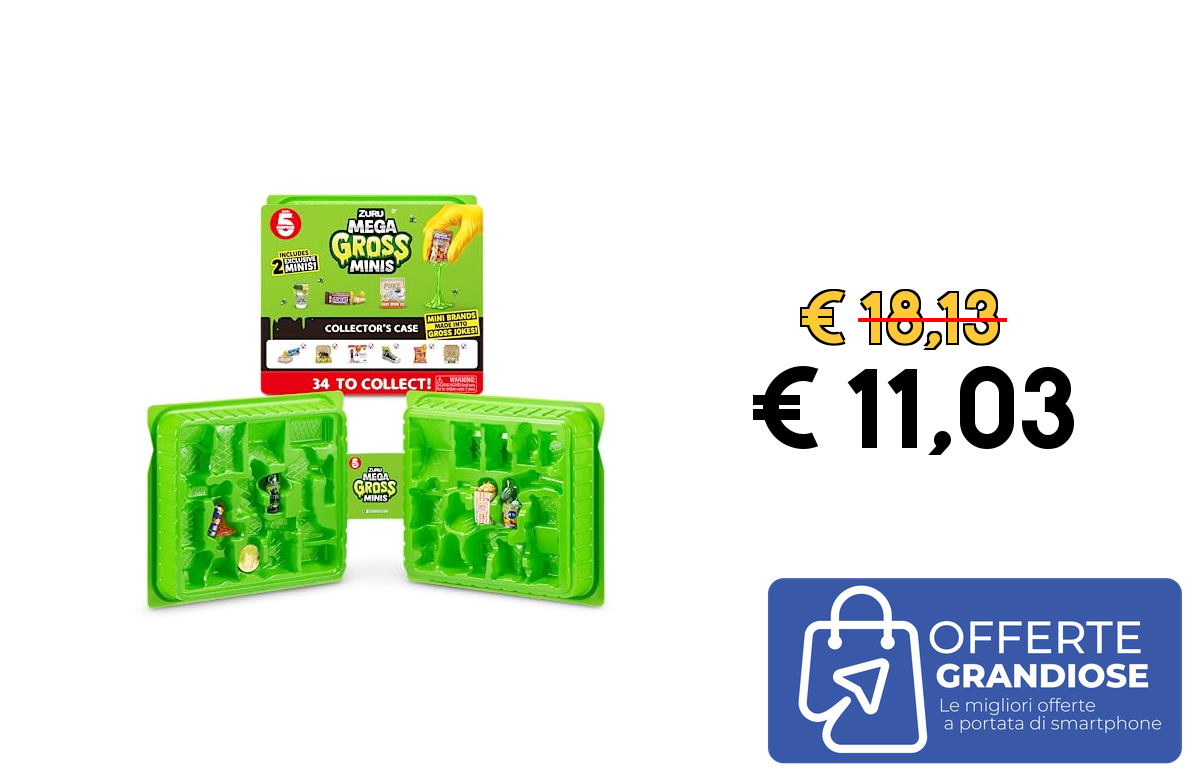 5
ZURU
MEGA
GROSS
MINIS
5+
INCLUDES
2 EXCLUSIVE
MINIS!
PUKE
COLLECTOR'S CASE
MINI BRANDS
MADE INTO
GROSS JOKES!
34 TO COLLECT!
WARNING:
5
ZURU
MEGA
GROSS
MINIS
€ 18,13
€ 11,03
OFFERTE
GRANDIOSE
Le migliori offerte
a portata di smartphone